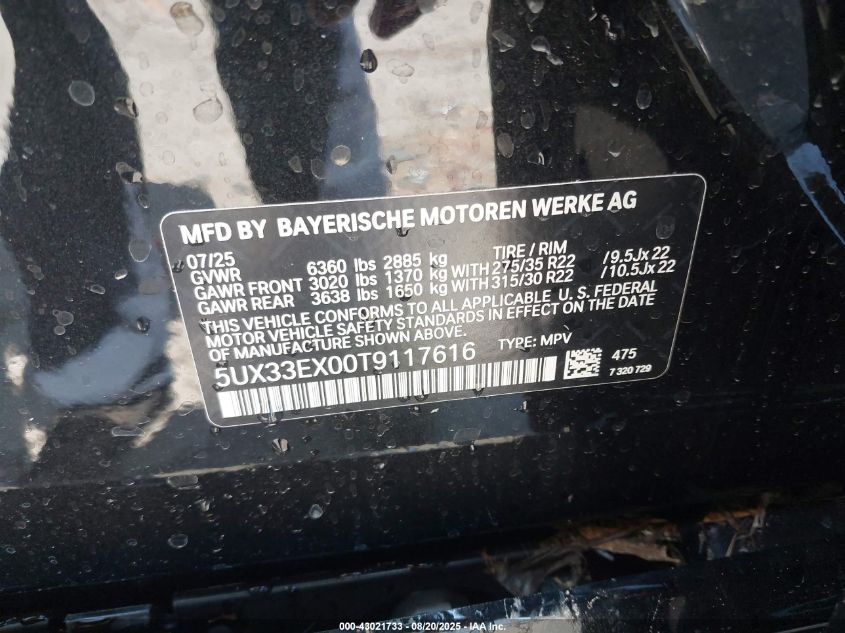 MFD BY BAYERISCHE MOTOREN WERKE AG
07/25 TIRE / RIM
GVWR 6360 lbs 2885 kg
GAWR FRONT 3020 lbs 1370 kg WITH 275/35 R22 /9.5Jx22
GAWR REAR 3638 lbs 1650 kg WITH 315/30 R22 /10.5Jx22
THIS VEHICLE CONFORMS TO ALL APPLICABLE U.S. FEDERAL
MOTOR VEHICLE SAFETY STANDARDS IN EFFECT ON THE DATE
OF MANUFACTURE SHOWN ABOVE.
5UX33EX00T9117616 TYPE: MPV
475
7 320 729
000-43021733 - 08/20/2025 - IAA Inc.